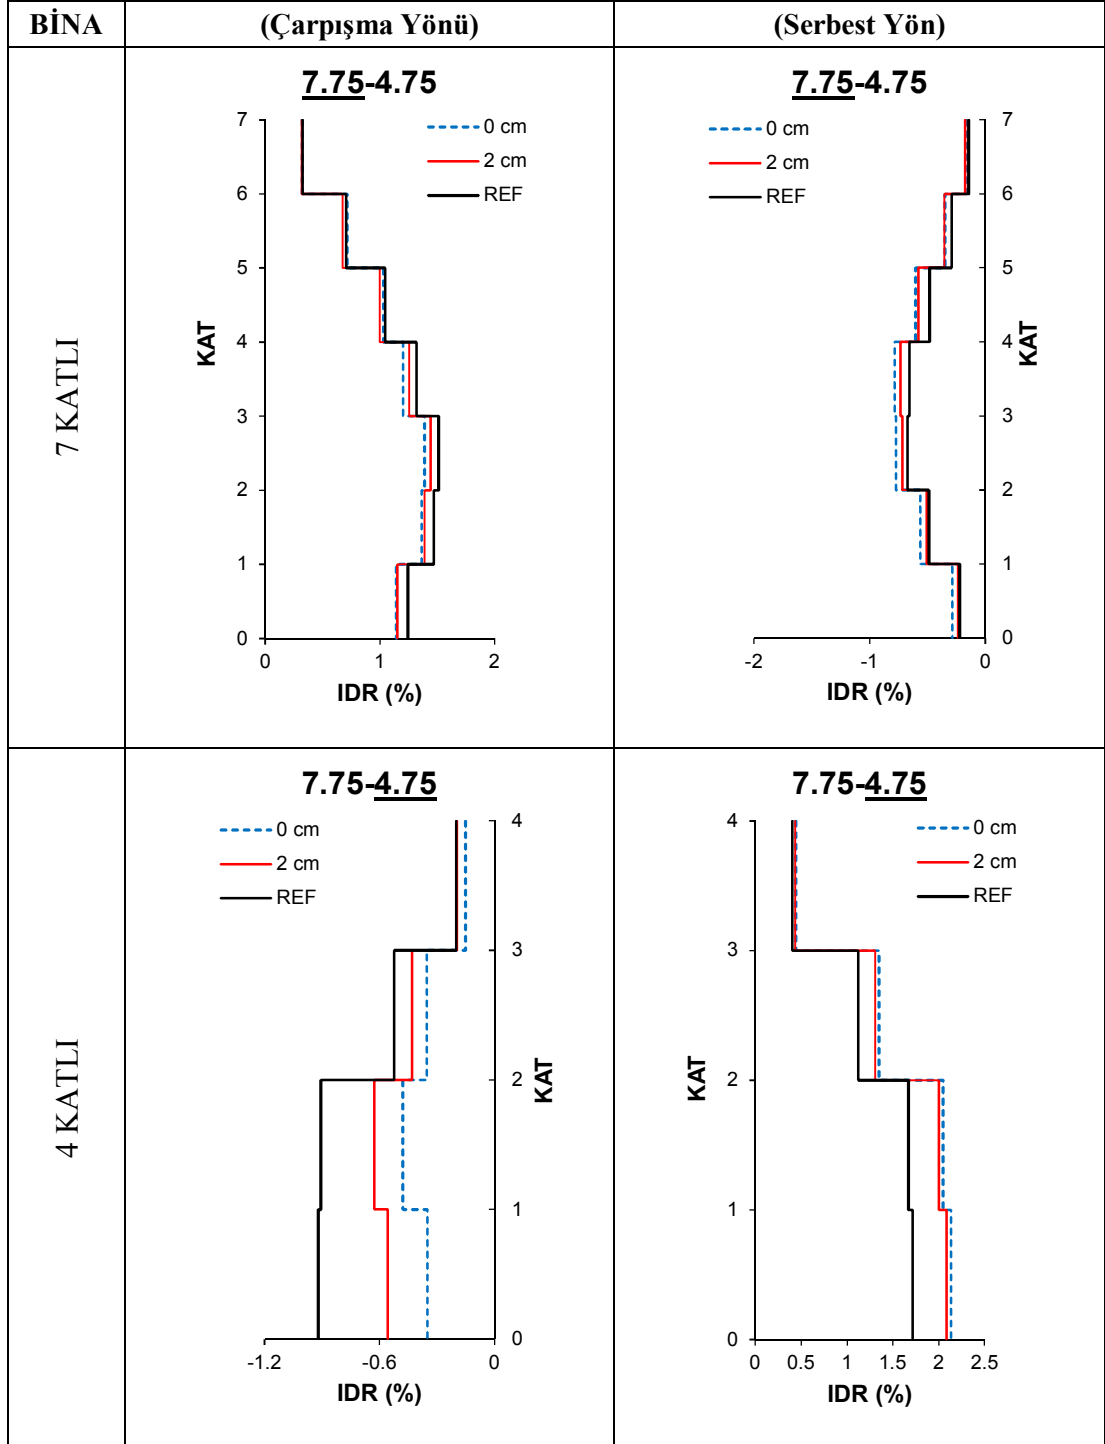 BİNA
(Çarpışma Yönü)
(Serbest Yön)
7 KATLI
7.75-4.75
0 cm
2 cm
REF
7
6
5
4
3
2
1
0
KAT
0 1 2
IDR (%)
7.75-4.75
0 cm
2 cm
REF
7
6
5
4
3
2
1
0
KAT
-2 -1 0
IDR (%)
4 KATLI
7.75-4.75
0 cm
2 cm
REF
4
3
2
1
0
KAT
-1.2 -0.6 0
IDR (%)
7.75-4.75
0 cm
2 cm
REF
4
3
2
1
0
KAT
0 0.5 1 1.5 2 2.5
IDR (%)